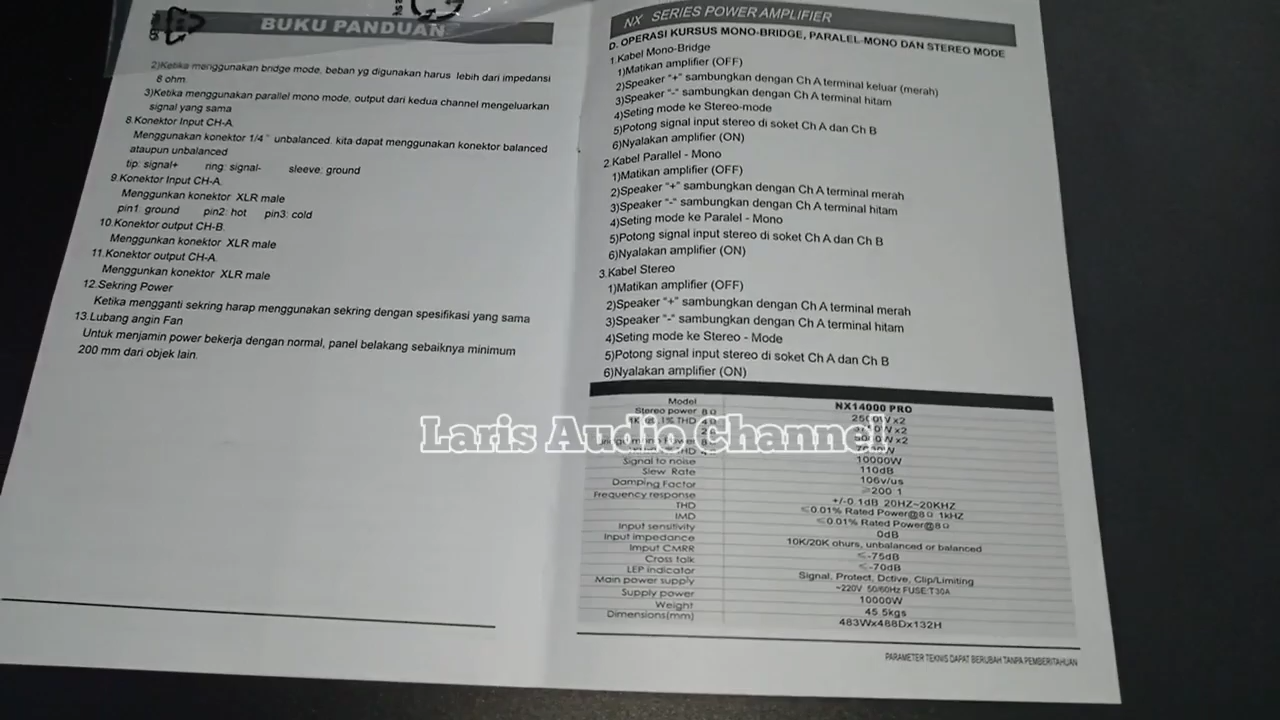 BUKU PANDUAN
2)Ketika menggunakan bridge mode, beban yg digunakan harus lebih dari impedansi
8 ohm.
3)Ketika menggunakan parallel mono mode, output dari kedua channel mengeluarkan
signal yang sama
8.Konektor Input CH-A.
Menggunakan konektor 1/4 " unbalanced. kita dapat menggunakan konektor balanced
ataupun unbalanced
tip: signal+ ring: signal- sleeve: ground
9.Konektor Input CH-A.
Menggunkan konektor XLR male
pin1: ground pin2: hot pin3: cold
10.Konektor output CH-B.
Menggunkan konektor XLR male
11.Konektor output CH-A.
Menggunkan konektor XLR male
12.Sekring Power
Ketika mengganti sekring harap menggunakan sekring dengan spesifikasi yang sama
13.Lubang angin Fan
Untuk menjamin power bekerja dengan normal, panel belakang sebaiknya minimum
200 mm dari objek lain.
NX SERIES POWER AMPLIFIER
D. OPERASI KURSUS MONO-BRIDGE, PARALEL-MONO DAN STEREO MODE
1.Kabel Mono-Bridge
1)Matikan amplifier (OFF)
2)Speaker "+" sambungkan dengan Ch A terminal keluar (merah)
3)Speaker "-" sambungkan dengan Ch A terminal hitam
4)Seting mode ke Stereo-mode
5)Potong signal input stereo di soket Ch A dan Ch B
6)Nyalakan amplifier (ON)
2.Kabel Parallel - Mono
1)Matikan amplifier (OFF)
2)Speaker "+" sambungkan dengan Ch A terminal merah
3)Speaker "-" sambungkan dengan Ch A terminal hitam
4)Seting mode ke Paralel - Mono
5)Potong signal input stereo di soket Ch A dan Ch B
6)Nyalakan amplifier (ON)
3.Kabel Stereo
1)Matikan amplifier (OFF)
2)Speaker "+" sambungkan dengan Ch A terminal merah
3)Speaker "-" sambungkan dengan Ch A terminal hitam
4)Seting mode ke Stereo - Mode
5)Potong signal input stereo di soket Ch A dan Ch B
6)Nyalakan amplifier (ON)
Model NX14000 PRO
Stereo power 8Ω
THD 4Ω
Laris Audio Channel
10000W
Signal to noise 110dB
Slew Rate 106v/us
Damping Factor ≥200:1
Frequency response +/-0.1dB 20HZ~20KHZ
THD ≤0.01% Rated Power@8Ω 1kHZ
IMD ≤0.01% Rated Power@8Ω
Input sensitivity 0dB
Input impedance 10K/20K ohurs, unbalanced or balanced
Imput CMRR ≤-75dB
Cross talk ≤-70dB
LEP indicator Signal, Protect, Dctive, Clip/Limiting
Main power supply ~220V 50/60Hz FUSE:T30A
Supply power 10000W
Weight 45.5kgs
Dimensions(mm) 483Wx488Dx132H
PARAMETER TEKNIS DAPAT BERUBAH TANPA PEMBERITAHUAN